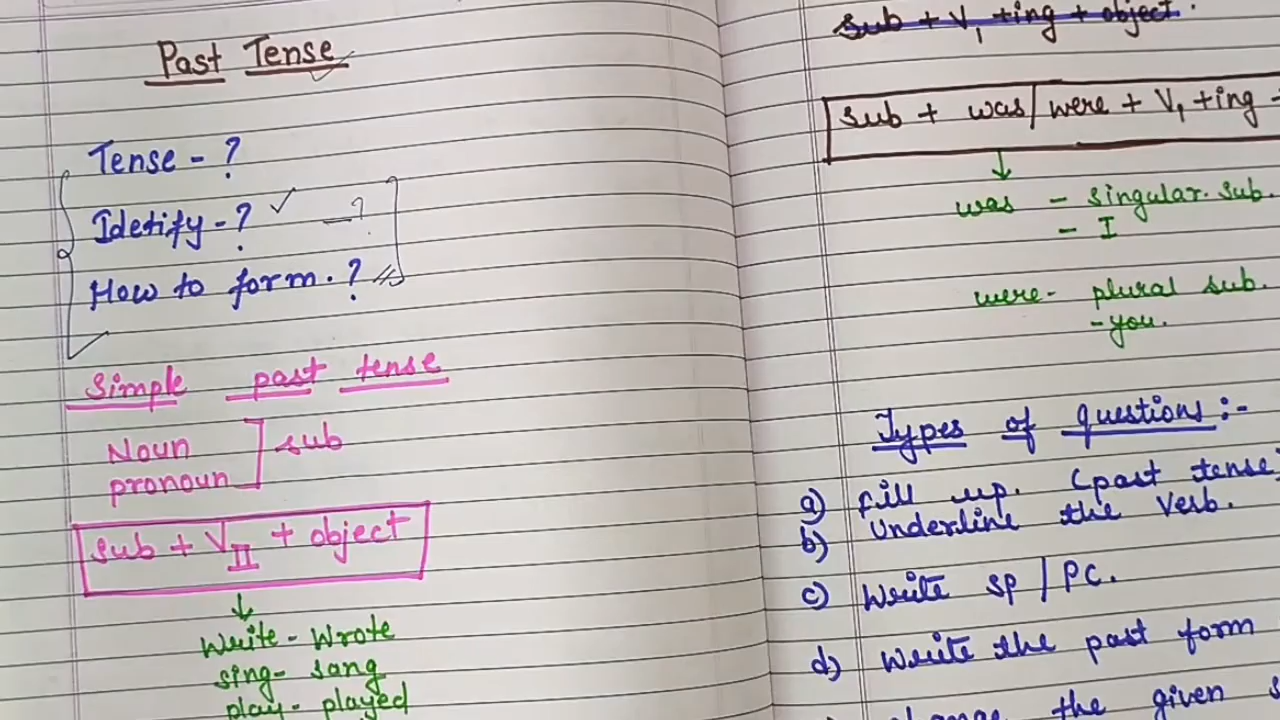 Past Tense
Tense - ?
Idetify - ? ✓ —?
How to form. ?
Simple past tense
Noun
pronoun
sub
sub + V II + object
↓
Write - Wrote
sing - sang
play - played
sub + V1 +ing + object.
sub + was/were + V1 +ing +
↓
was - singular sub.
- I
were - plural sub.
- you.
Types of questions :-
a) fill up. (past tense)
b) Underline the Verb.
c) Write SP / PC.
d) Write the past form
the given